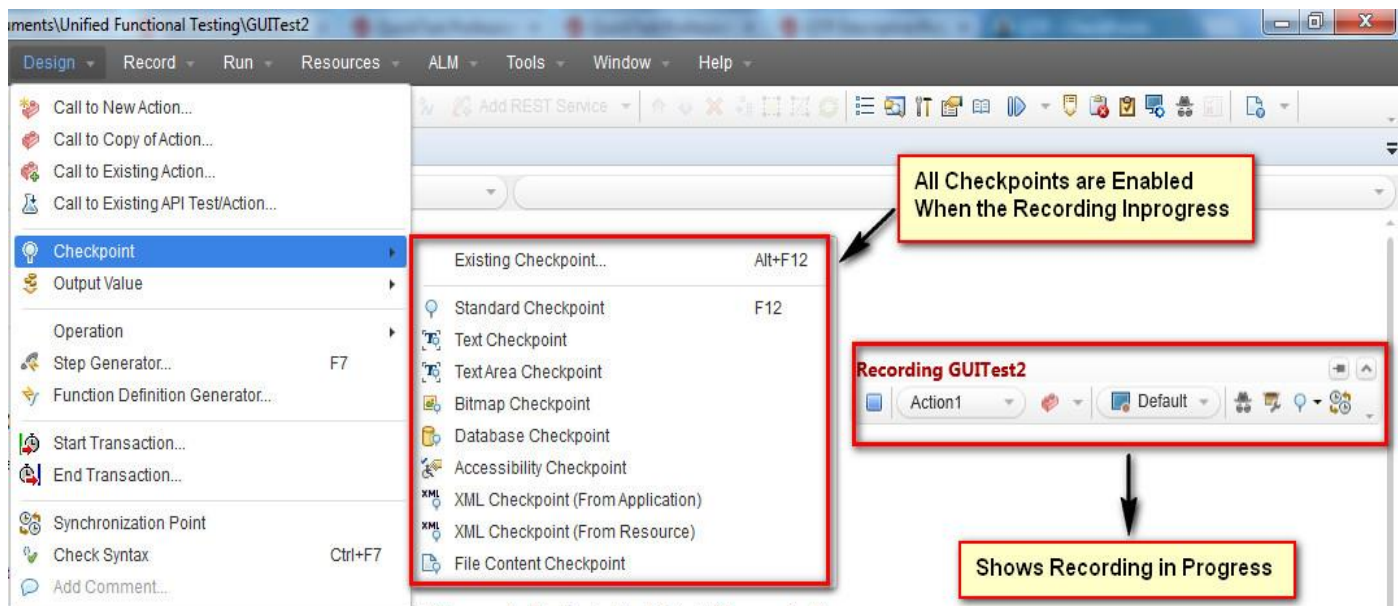 ments\Unified Functional Testing\GUITest2
Design Record Run Resources ALM Tools Window Help
Call to New Action...
Add REST Service
Call to Copy of Action...
Call to Existing Action...
Call to Existing API Test/Action...
All Checkpoints are Enabled
When the Recording Inprogress
Checkpoint
Output Value
Operation
Step Generator... F7
Function Definition Generator...
Start Transaction...
End Transaction...
Synchronization Point
Check Syntax Ctrl+F7
Add Comment...
Existing Checkpoint... Alt+F12
Standard Checkpoint F12
Text Checkpoint
Text Area Checkpoint
Bitmap Checkpoint
Database Checkpoint
Accessibility Checkpoint
XML Checkpoint (From Application)
XML Checkpoint (From Resource)
File Content Checkpoint
Recording GUITest2
Action1 Default
Shows Recording in Progress